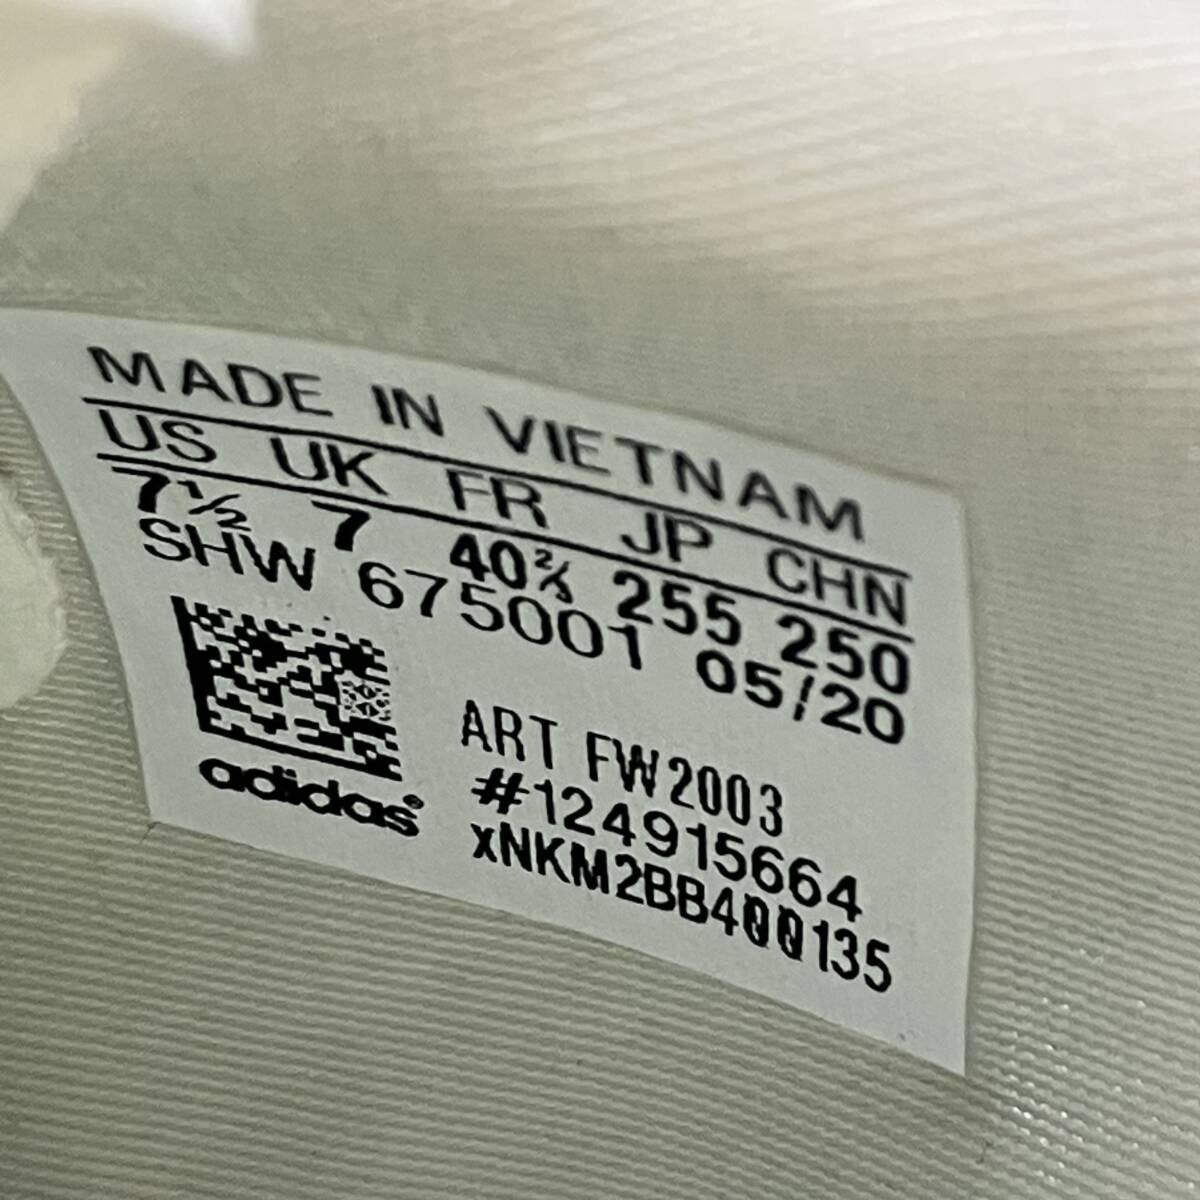 MADE IN VIETNAM
US UK FR JP CHN
7½ 7 40⅔ 255 250
SHW 675001 05/20
ART FW2003
#124915664
xNKM2BB400135
adidas®